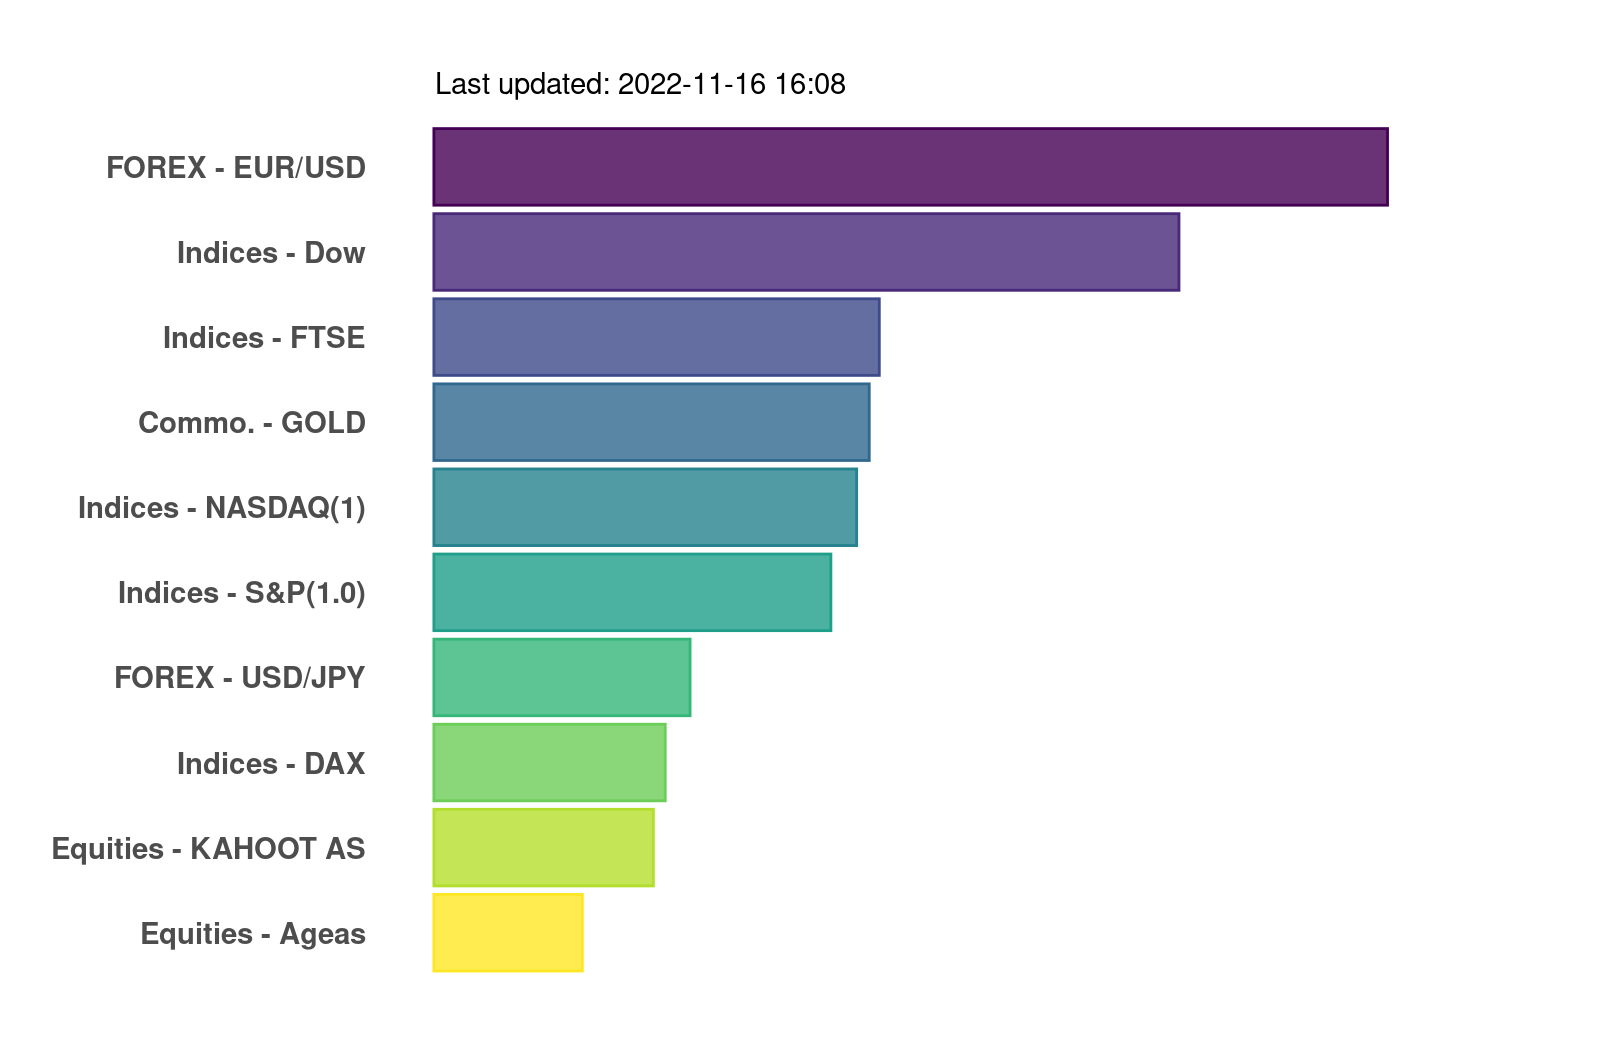 Last updated: 2022-11-16 16:08
FOREX - EUR/USD
Indices - Dow
Indices - FTSE
Commo. - GOLD
Indices - NASDAQ(1)
Indices - S&P(1.0)
FOREX - USD/JPY
Indices - DAX
Equities - KAHOOT AS
Equities - Ageas